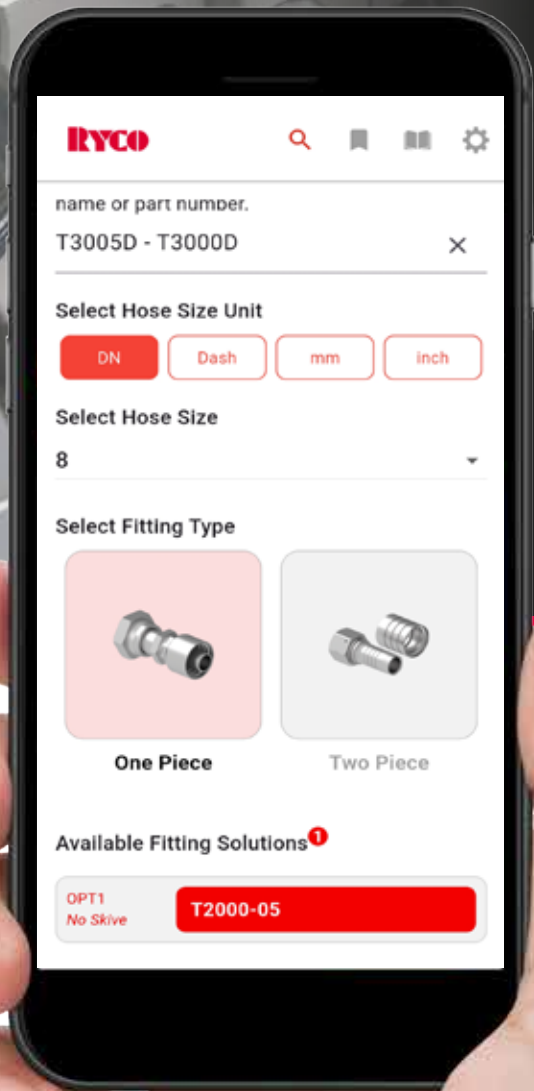 RYCO
name or part number.
T3005D - T3000D
Select Hose Size Unit
DN Dash mm inch
Select Hose Size
8
Select Fitting Type
One Piece Two Piece
Available Fitting Solutions 1
OPT1
No Skive
T2000-05